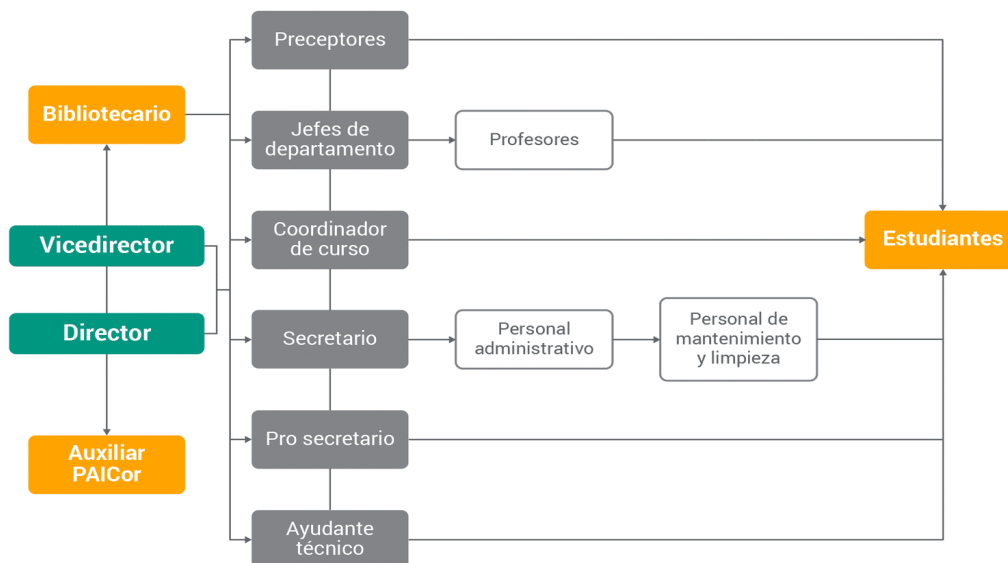 Preceptores
Bibliotecario
Jefes de
departamento
Profesores
Vicedirector
Coordinador
de curso
Estudiantes
Director
Secretario
Personal
administrativo
Personal de
mantenimiento
y limpieza
Auxiliar
PAICor
Pro secretario
Ayudante
técnico